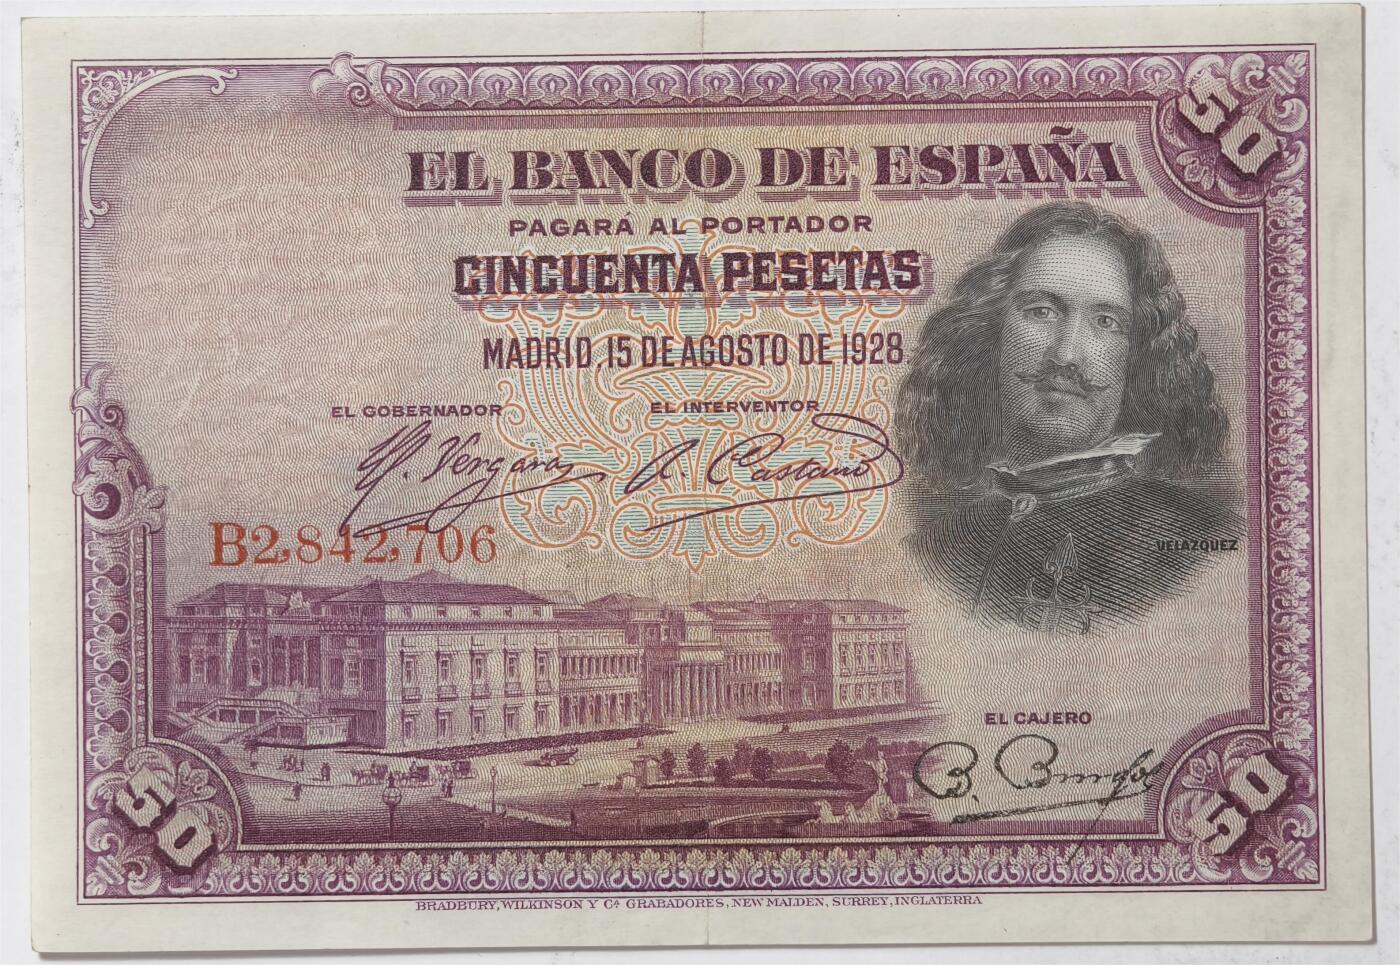 50
EL BANCO DE ESPAÑA
PAGARÁ AL PORTADOR
CINCUENTA PESETAS
MADRID, 15 DE AGOSTO DE 1928.
EL GOBERNADOR
EL INTERVENTOR
B2,842,706
VELAZQUEZ
EL CAJERO
50
50
BRADBURY, WILKINSON Y Cª GRABADORES, NEW MALDEN, SURREY, INGLATERRA